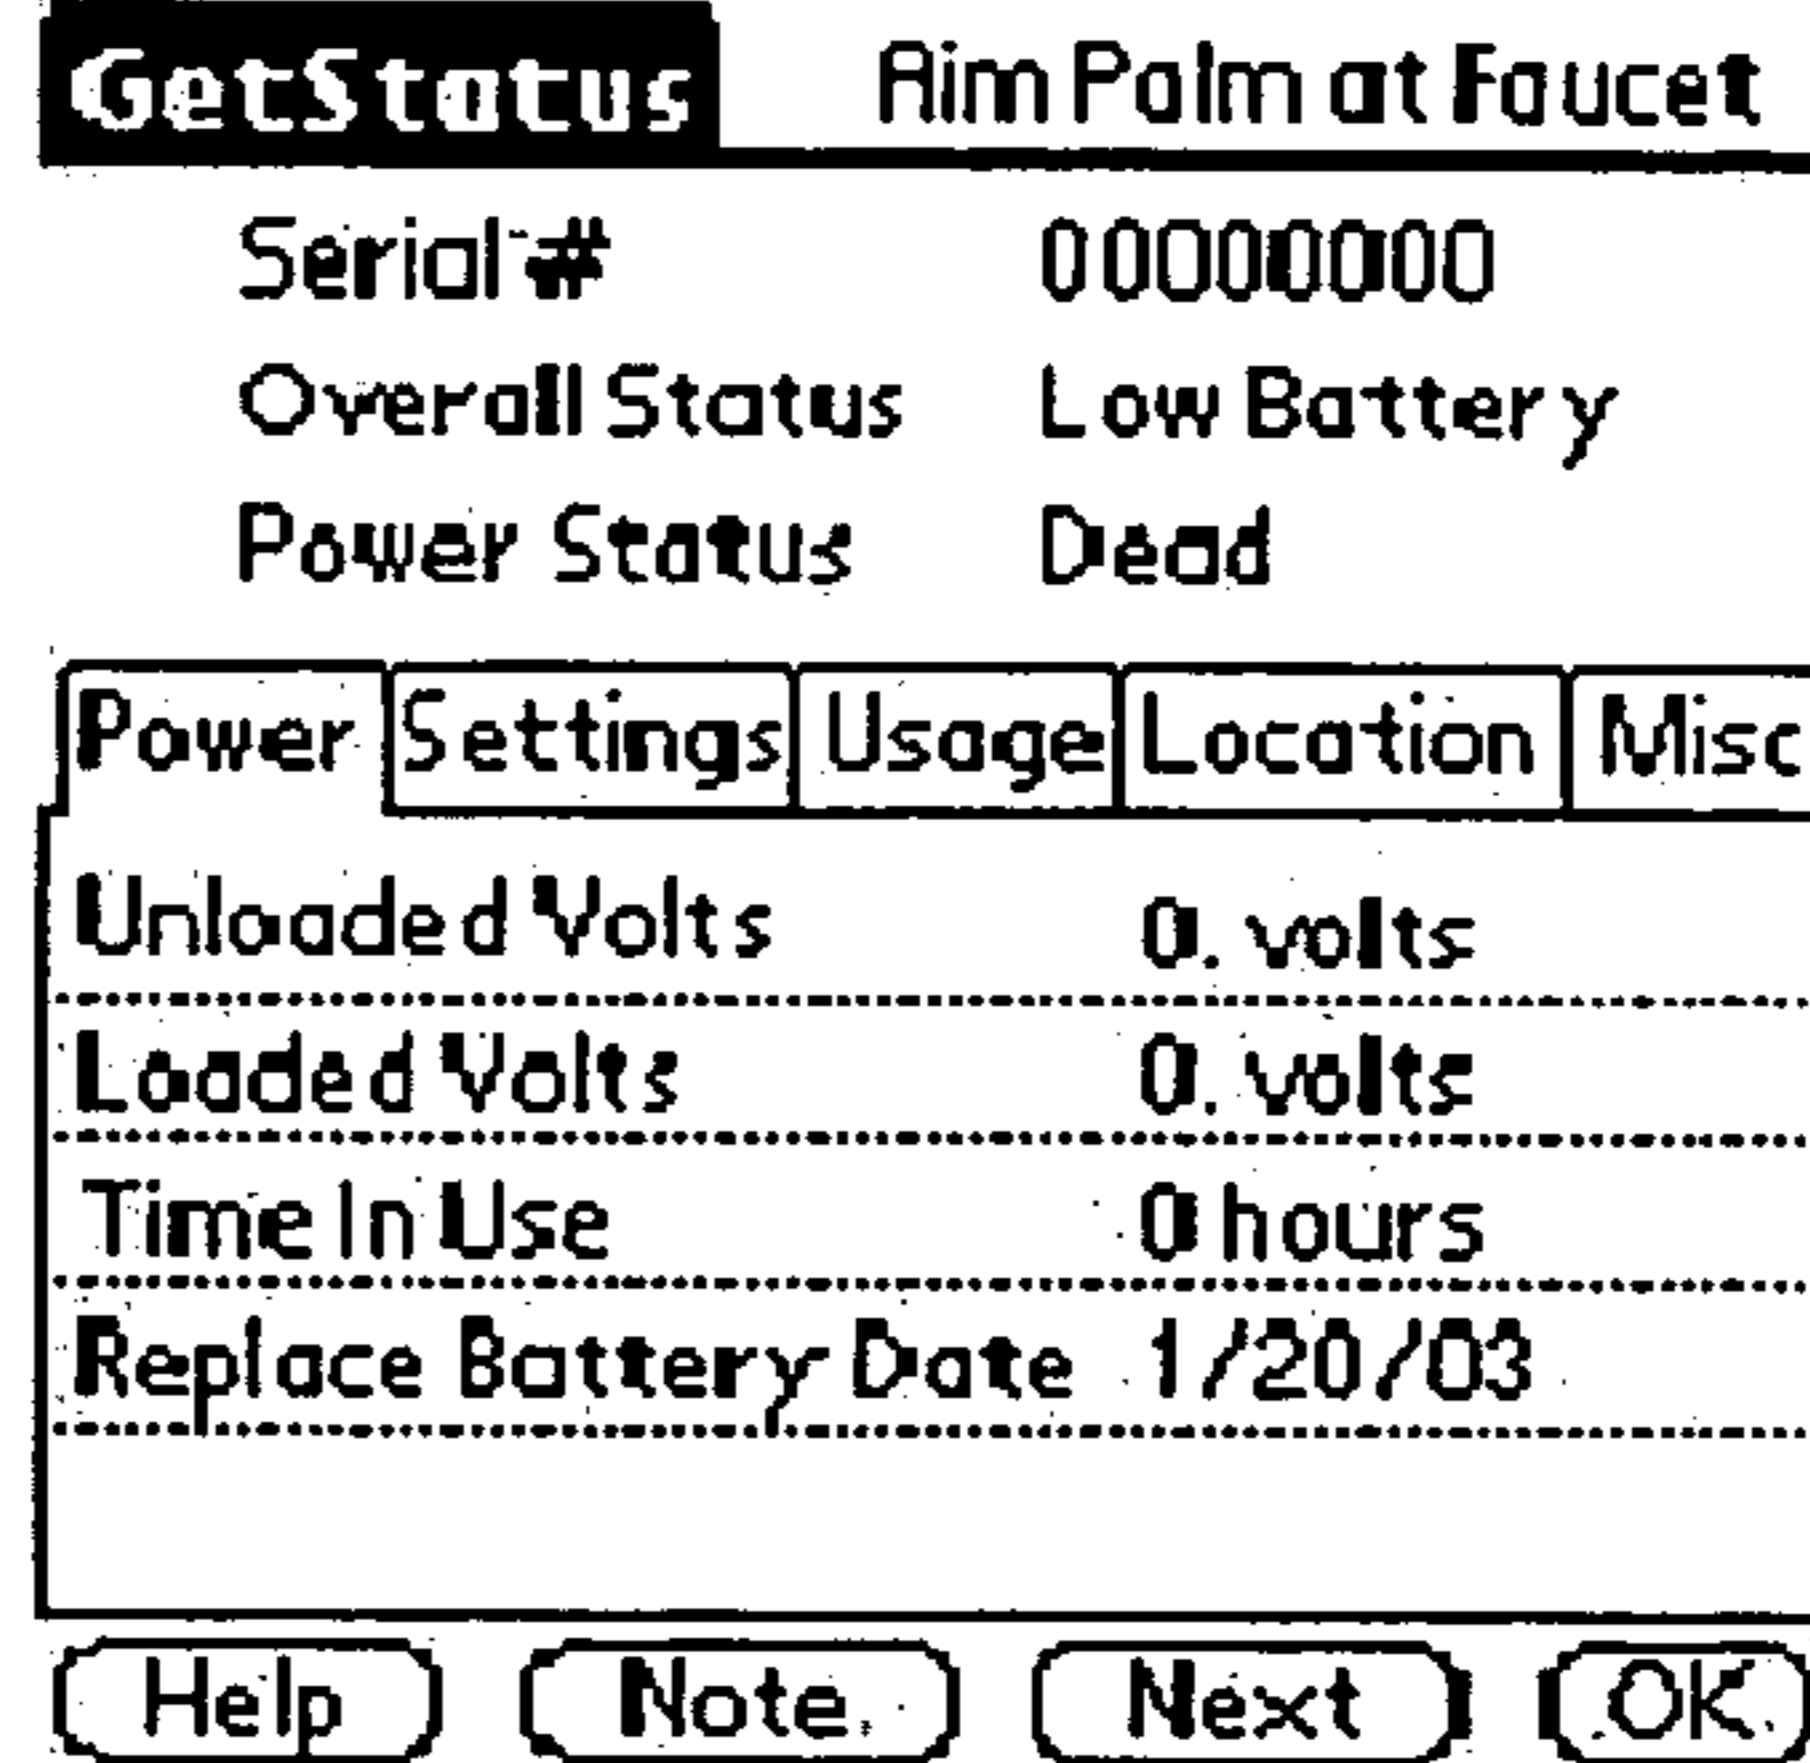 GetStatus Aim Palm at Faucet
Serial # 00000000
Overall Status Low Battery
Power Status Dead
Power Settings Usage Location Misc
Unloaded Volts 0. volts
Loaded Volts 0. volts
Time In Use 0 hours
Replace Battery Date 1/20/03
Help Note Next OK